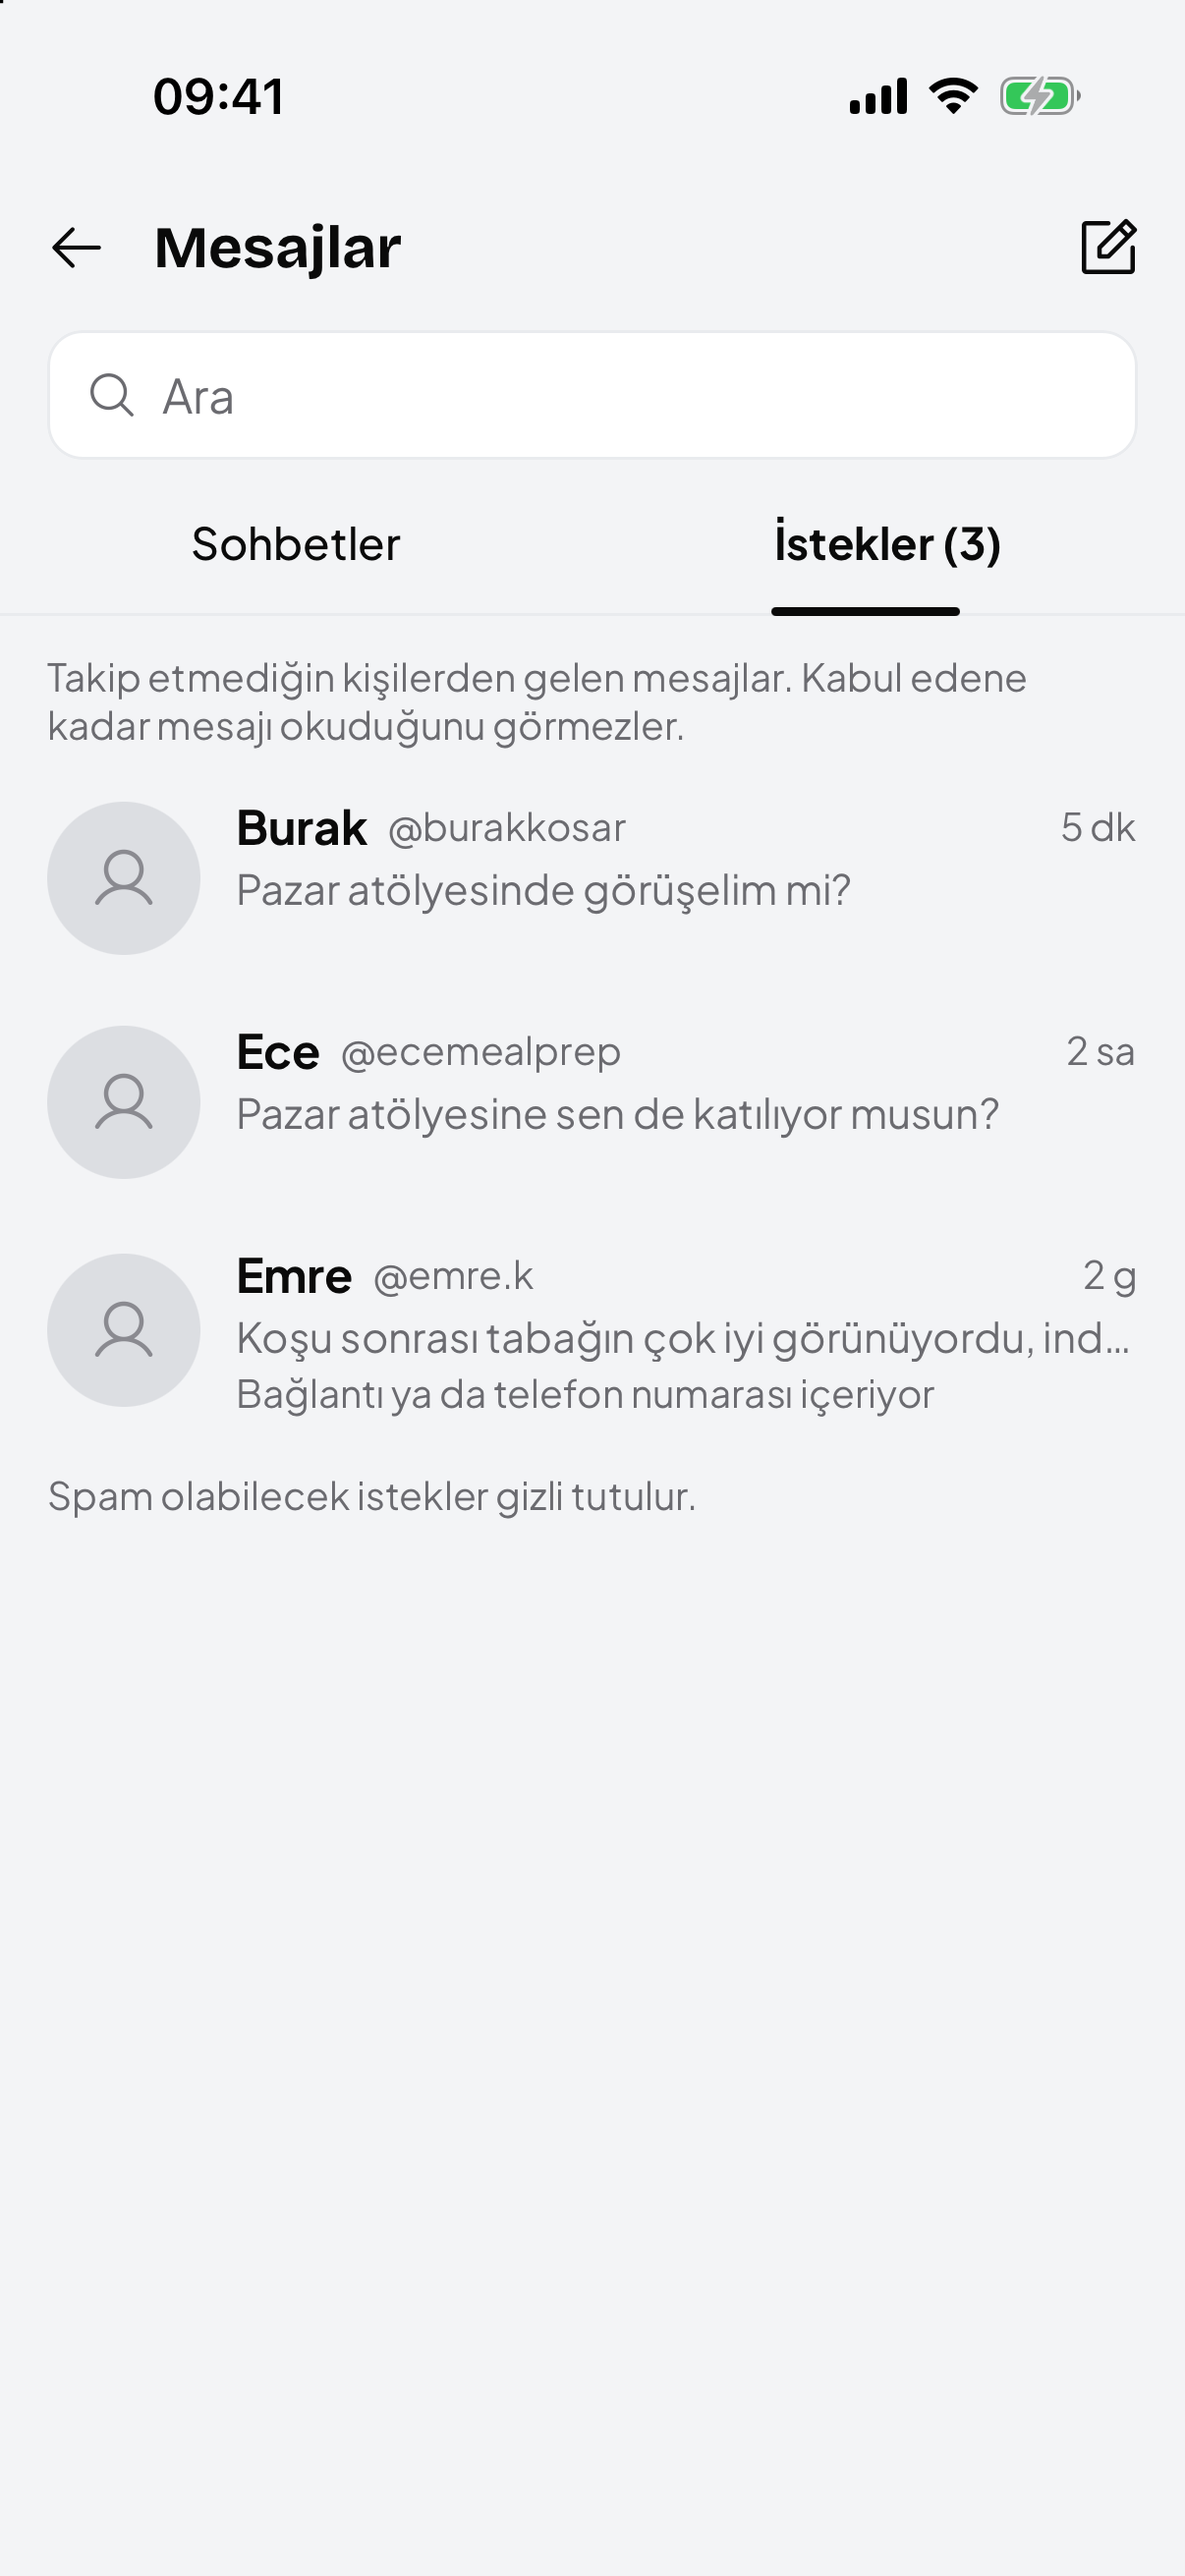 09:41
Mesajlar
Ara
Sohbetler
İstekler (3)
Takip etmediğin kişilerden gelen mesajlar. Kabul edene
kadar mesajı okuduğunu görmezler.
Burak @burakkosar 5 dk
Pazar atölyesinde görüşelim mi?
Ece @ecemealprep 2 sa
Pazar atölyesine sen de katılıyor musun?
Emre @emre.k 2 g
Koşu sonrası tabağın çok iyi görünüyordu, ind...
Bağlantı ya da telefon numarası içeriyor
Spam olabilecek istekler gizli tutulur.